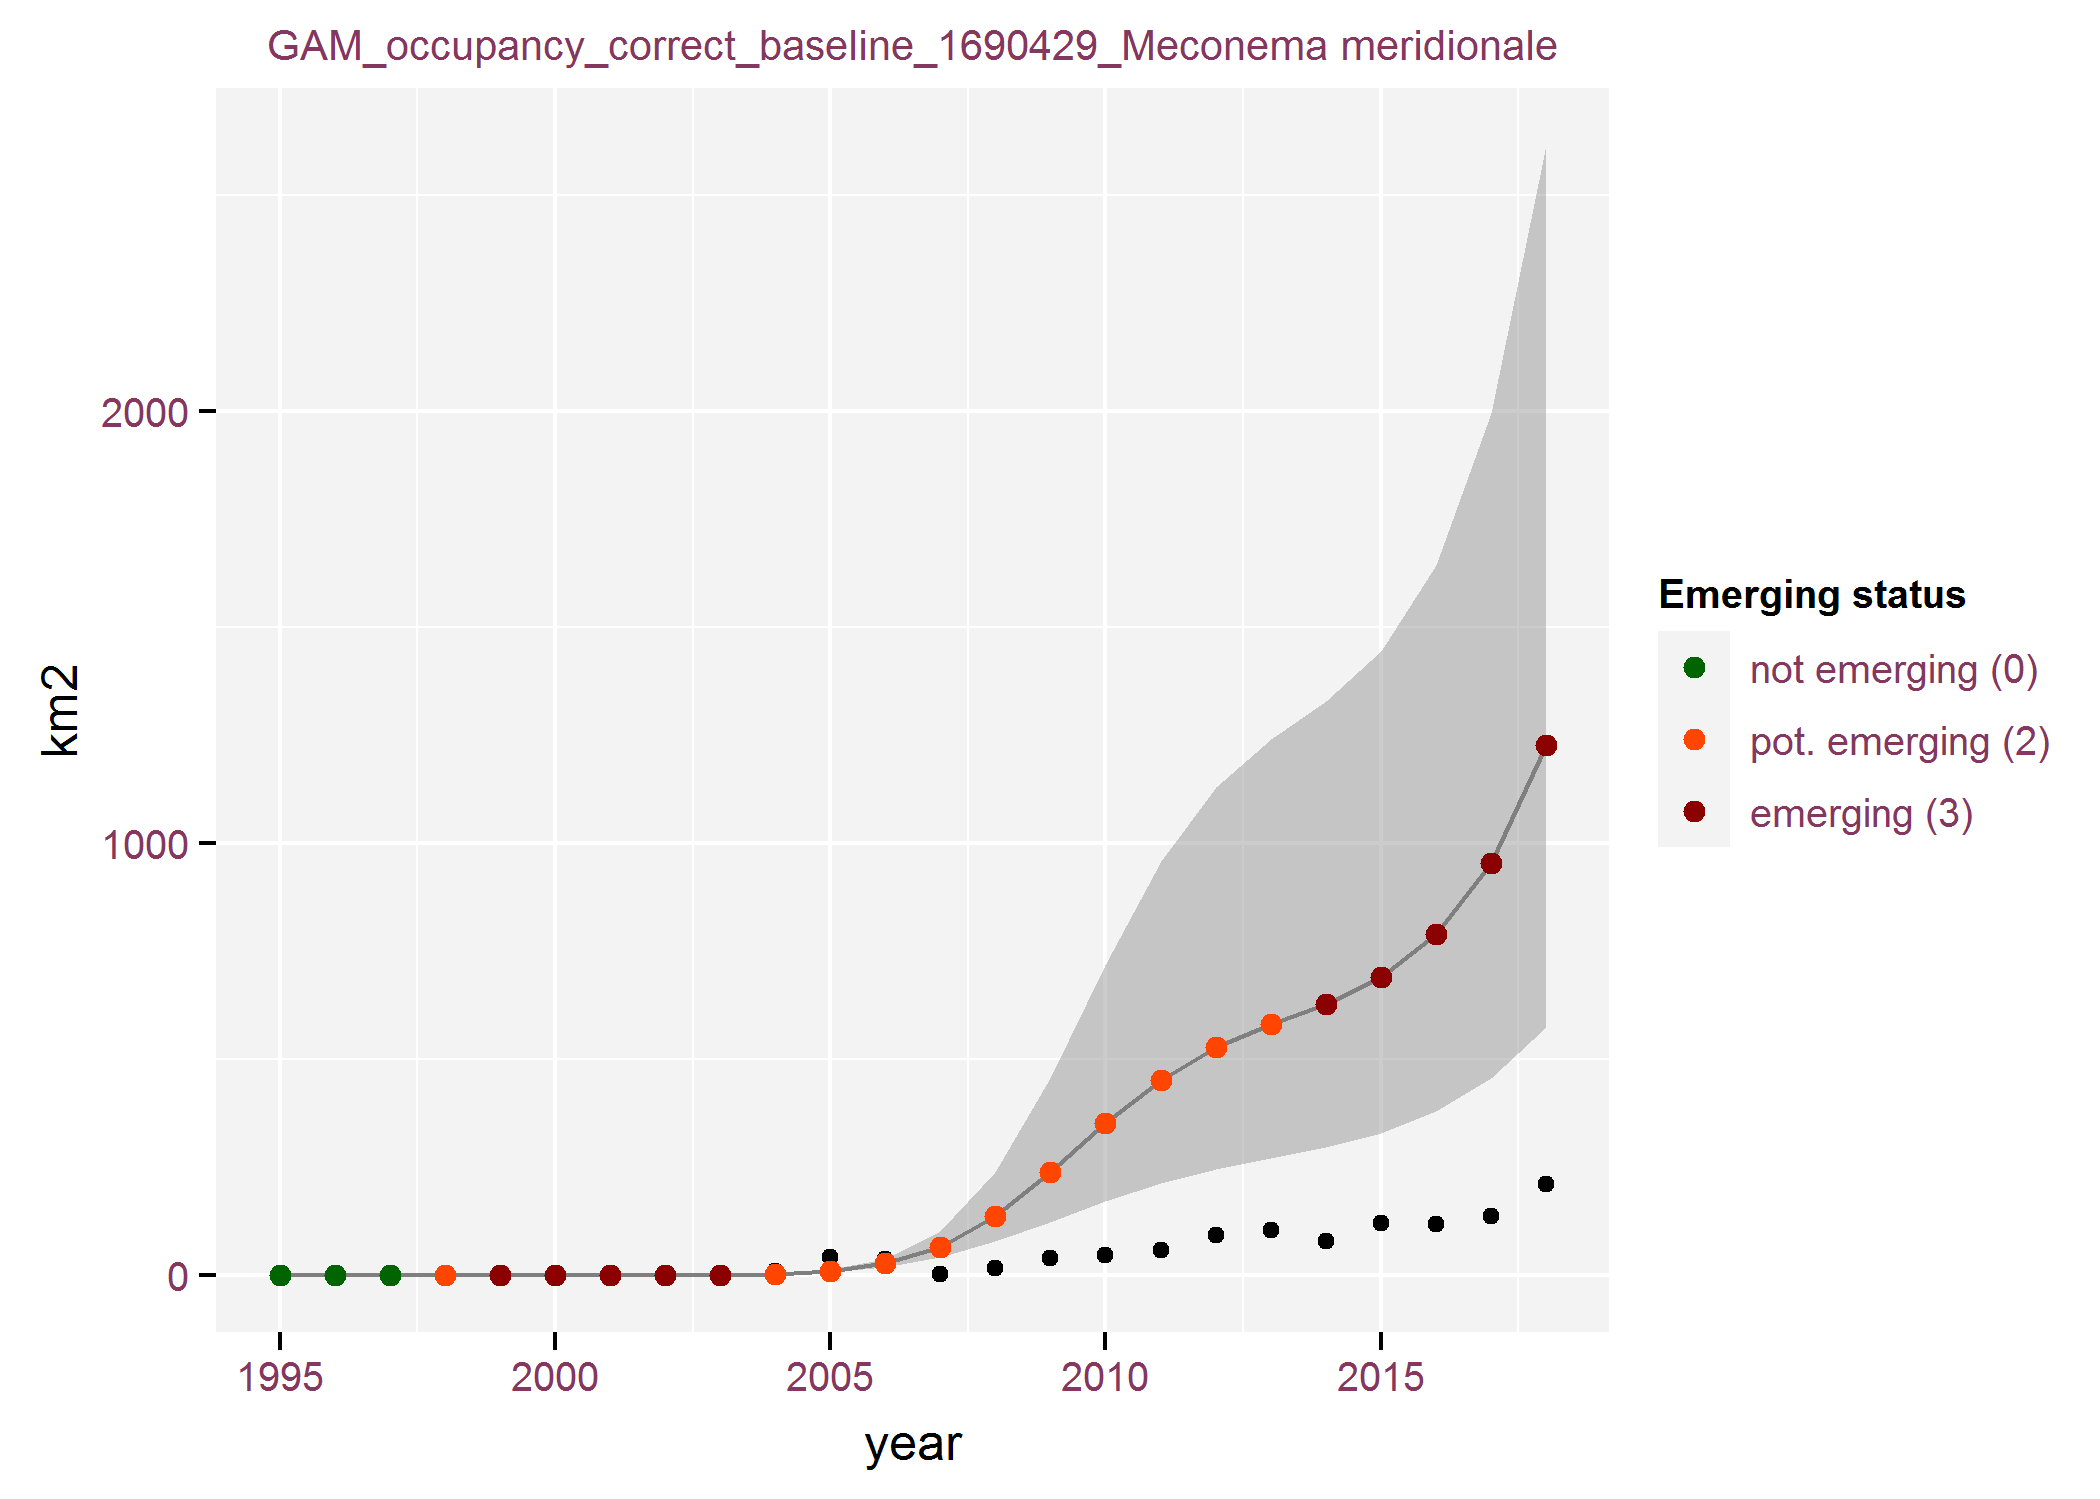 GAM_occupancy_correct_baseline_1690429_Meconema meridionale
km2
2000
1000
0
1995 2000 2005 2010 2015
year
Emerging status
not emerging (0)
pot. emerging (2)
emerging (3)